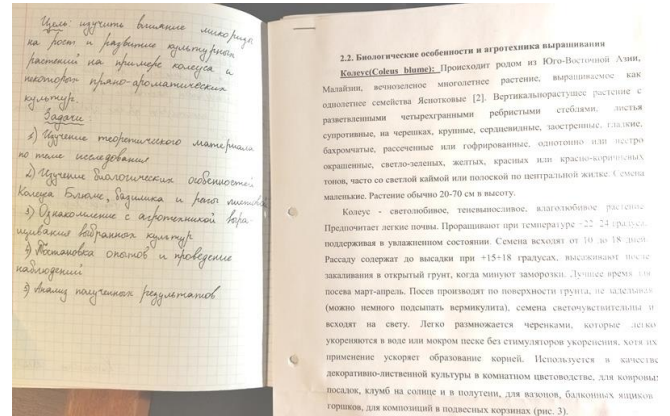 Цель: изучить влияние микоризы
на рост и развитие культурных
растений на примере колеуса и
некоторых пряно-ароматических
культур.
Задачи
1) Изучение теоретического материала
по теме исследования
2) Изучение биологических особенностей
Колеуса Блюме, базилика и репы листовой
3) Ознакомление с агротехникой выра-
щивания выбранных культур
4) Постановка опытов и проведение
наблюдений
5) Анализ полученных результатов
2.2. Биологические особенности и агротехника выращивания
Колеус(Coleus blume): Происходит родом из Юго-Восточной Азии,
Малайзии, вечнозеленое многолетнее растение, выращиваемое как
однолетнее семейства Яснотковые [2]. Вертикальнорастущее растение с
разветвленными четырехгранными ребристыми стеблями, листья
супротивные, на черешках, крупные, сердцевидные, заостренные, гладкие,
бахромчатые, рассеченные или гофрированные, однотонно или пестро
окрашенные, светло-зеленых, желтых, красных или красно-коричневых
тонов, часто со светлой каймой или полоской по центральной жилке. Семена
маленькие. Растение обычно 20-70 см в высоту.
Колеус - светолюбивое, теневыносливое, влаголюбивое растение
Предпочитает легкие почвы. Проращивают при температуре +22 -24 градуса,
поддерживая в увлажненном состоянии. Семена всходят от 10 до 18 дней
Рассаду содержат до высадки при +15+18 градусах, высаживают после
закаливания в открытый грунт, когда минуют заморозки. Лучшее время для
посева март-апрель. Посев производят по поверхности грунта, не заделывая
(можно немного подсыпать вермикулита), семена светочувствительны и
всходят на свету. Легко размножается черенками, которые легко
укореняются в воде или мокром песке без стимуляторов укоренения, хотя их
применение ускоряет образование корней. Используется в качестве
декоративно-лиственной культуры в комнатном цветоводстве, для ковровых
посадок, клумб на солнце и в полутени, для вазонов, балконных ящиков
горшков, для композиций в подвесных корзинах (рис. 3).